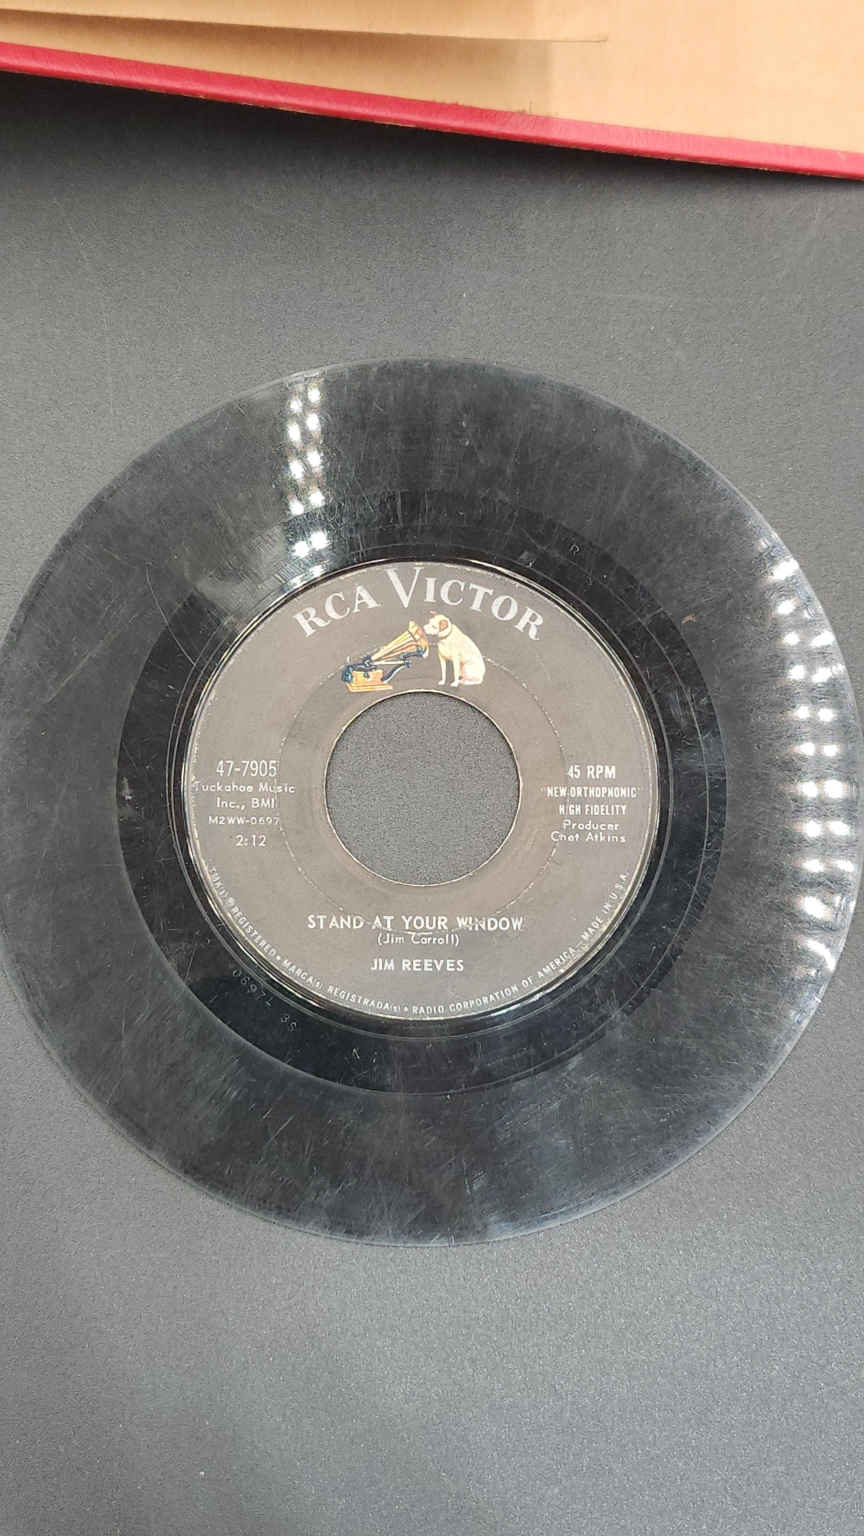 RCA VICTOR
47-7905
Tuckahoe Music
Inc., BMI
M2WW-0697
2:12
45 RPM
"NEW ORTHOPHONIC"
HIGH FIDELITY
Producer
Chet Atkins
STAND AT YOUR WINDOW
(Jim Carroll)
JIM REEVES
TMK(s) ® REGISTERED • MARCA(s) REGISTRADA(s) • RADIO CORPORATION OF AMERICA, MADE IN U.S.A.